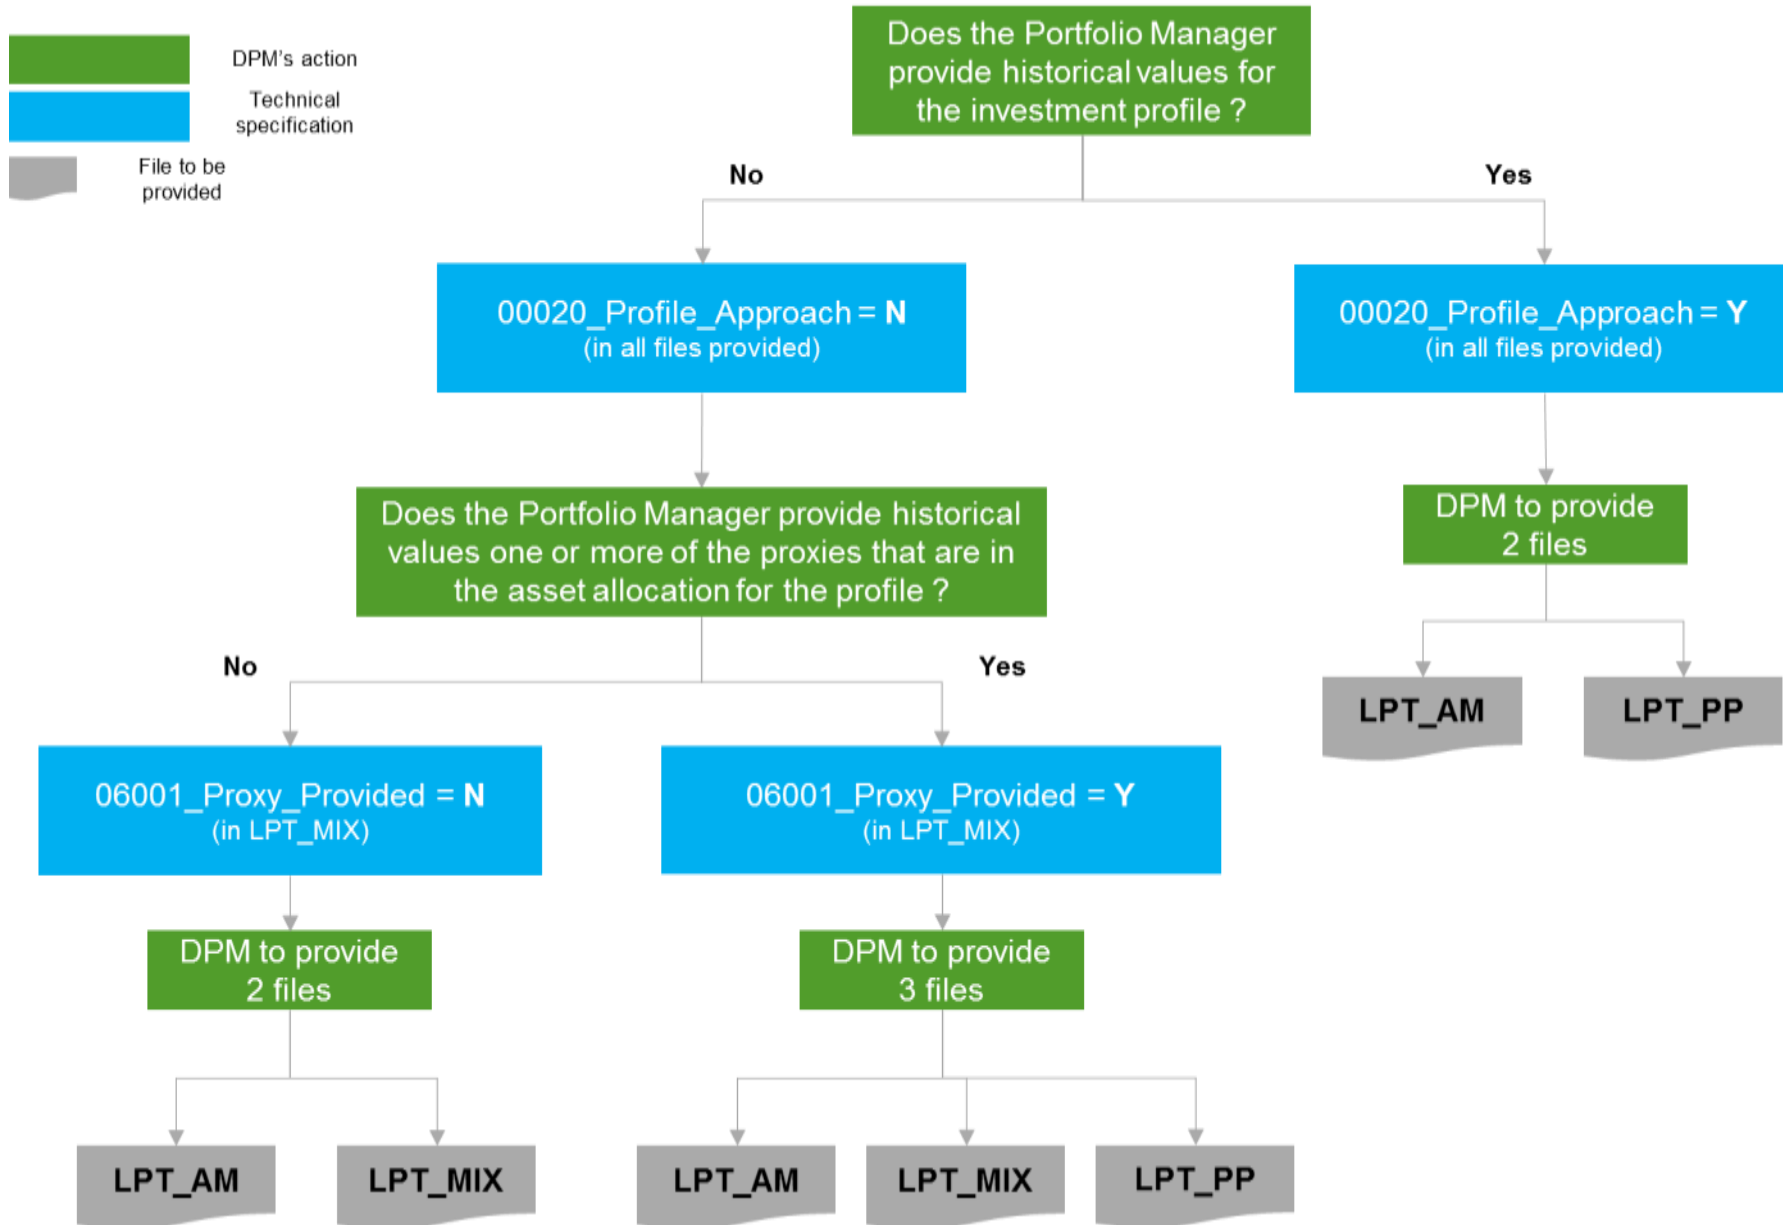 DPM's action
Technical
specification
File to be
provided
Does the Portfolio Manager
provide historical values for
the investment profile ?
No
Yes
00020_Profile_Approach = N
(in all files provided)
00020_Profile_Approach = Y
(in all files provided)
Does the Portfolio Manager provide historical
values one or more of the proxies that are in
the asset allocation for the profile ?
DPM to provide
2 files
LPT_AM
LPT_PP
No
Yes
06001_Proxy_Provided = N
(in LPT_MIX)
06001_Proxy_Provided = Y
(in LPT_MIX)
DPM to provide
2 files
DPM to provide
3 files
LPT_AM
LPT_MIX
LPT_AM
LPT_MIX
LPT_PP